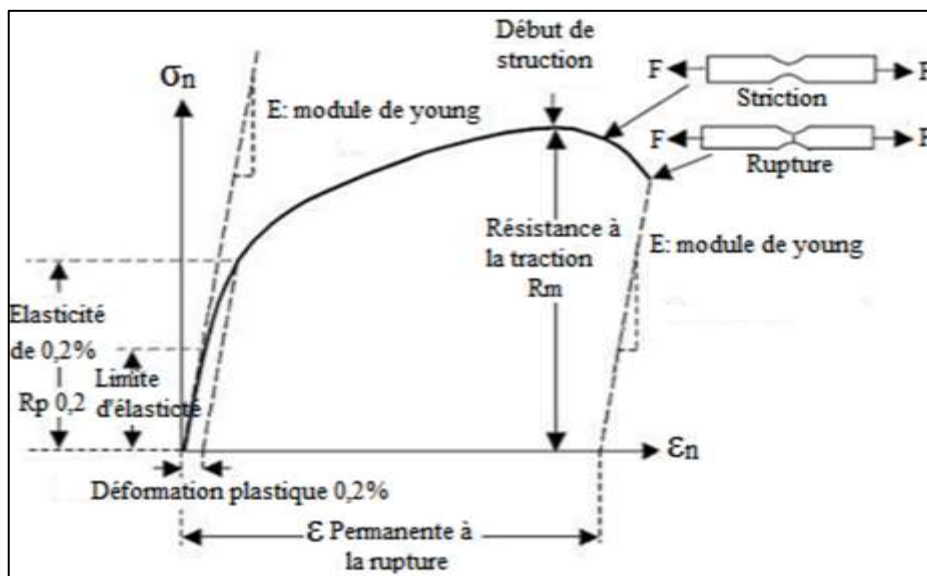 Début de
struction
σn
F
F
Striction
E: module de young
F
F
Rupture
Résistance à
la traction
Rm
E: module de young
Elasticité
de 0,2%
Rp 0,2
Limite
d'élasticté
εn
Déformation plastique 0,2%
ε Permanente à
la rupture